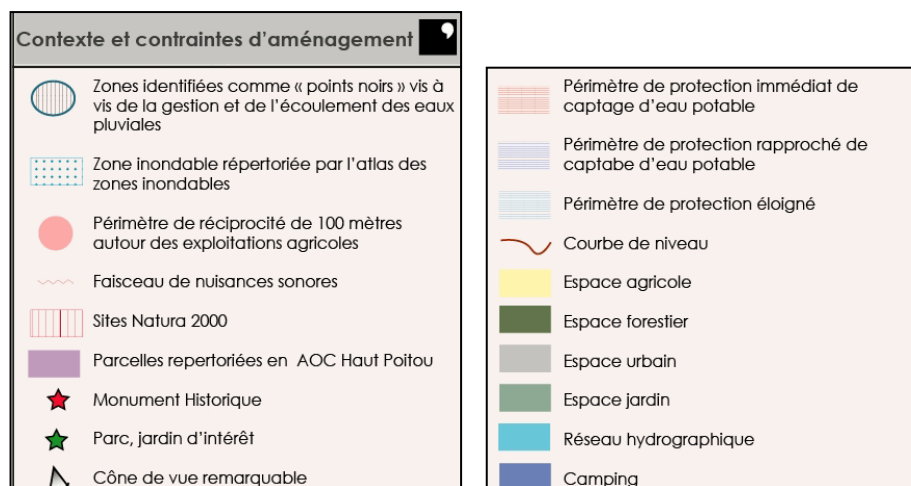 Contexte et contraintes d’aménagement
Zones identifiées comme « points noirs » vis à
vis de la gestion et de l’écoulement des eaux
pluviales
Zone inondable répertoriée par l’atlas des
zones inondables
Périmètre de réciprocité de 100 mètres
autour des exploitations agricoles
Faisceau de nuisances sonores
Sites Natura 2000
Parcelles repertoriées en AOC Haut Poitou
Monument Historique
Parc, jardin d’intérêt
Cône de vue remarquable
Périmètre de protection immédiat de
captage d’eau potable
Périmètre de protection rapproché de
captabe d’eau potable
Périmètre de protection éloigné
Courbe de niveau
Espace agricole
Espace forestier
Espace urbain
Espace jardin
Réseau hydrographique
Camping